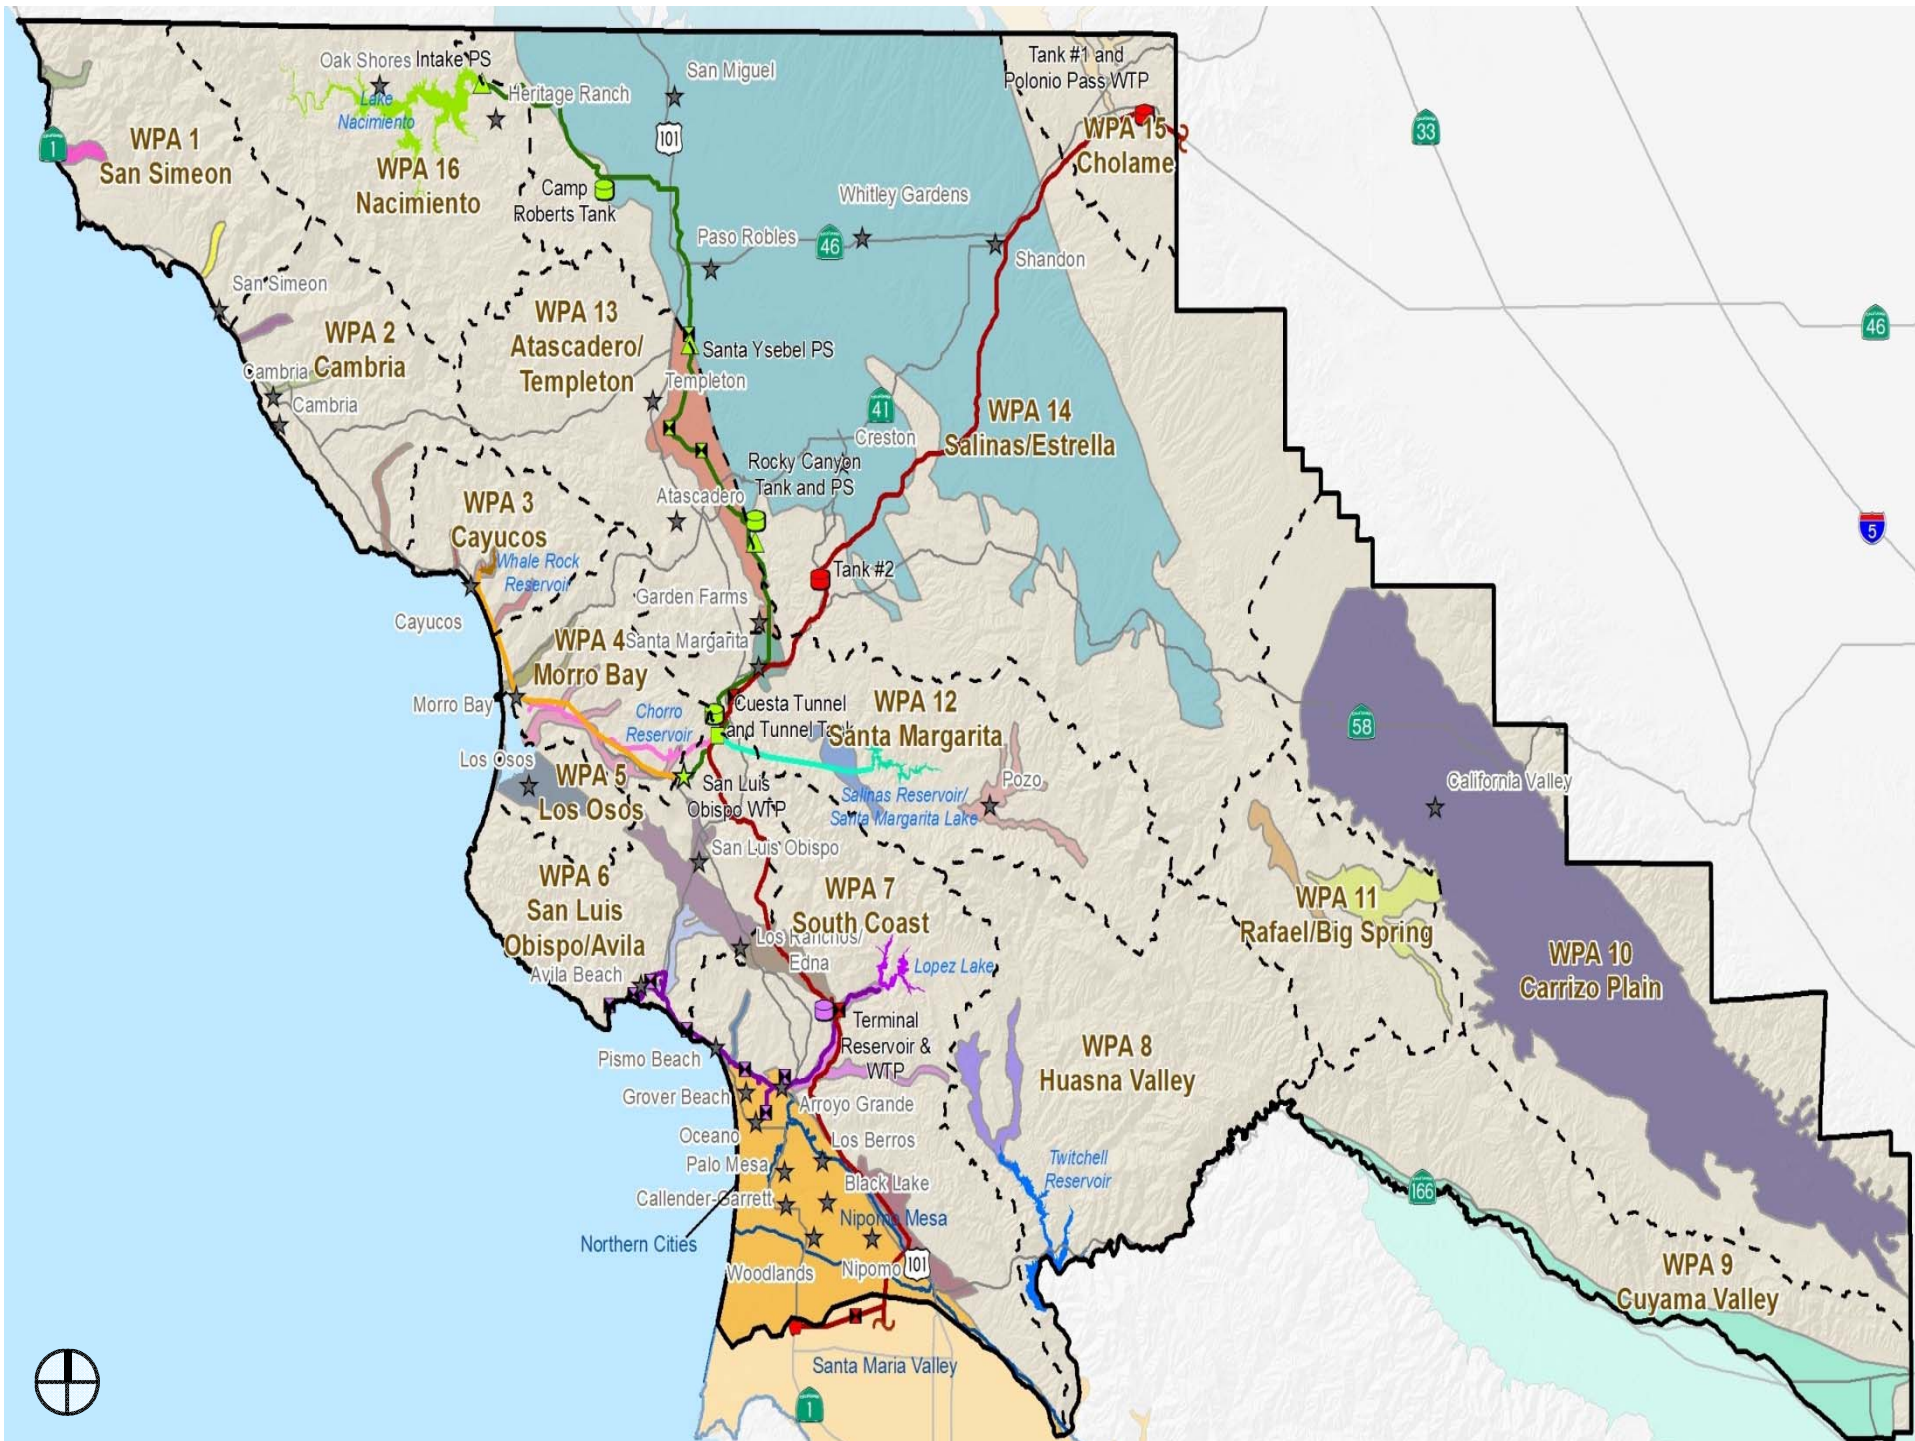 Oak Shores
Intake PS
San Miguel
Tank #1 and
Polonio Pass WTP
Lake
Nacimiento
Heritage Ranch
101
33
1
WPA 1
San Simeon
WPA 16
Nacimiento
WPA 15
Cholame
Camp
Roberts Tank
Whitley Gardens
Paso Robles
46
Shandon
San Simeon
WPA 2
Cambria
WPA 13
Atascadero/
Templeton
46
Santa Ysebel PS
Cambria
Cambria
Templeton
41
Creston
WPA 14
Salinas/Estrella
Rocky Canyon
Tank and PS
WPA 3
Cayucos
Atascadero
5
Whale Rock
Reservoir
Tank #2
Garden Farms
Cayucos
WPA 4
Morro Bay
Santa Margarita
Morro Bay
Chorro
Reservoir
Cuesta Tunnel
and Tunnel Tank
WPA 12
Santa Margarita
58
Los Osos
WPA 5
Los Osos
San Luis
Obispo WTP
Salinas Reservoir/
Santa Margarita Lake
Pozo
California Valley
San Luis Obispo
WPA 6
San Luis
Obispo/Avila
WPA 7
South Coast
WPA 11
Rafael/Big Spring
Los Ranchos/
Edna
Avila Beach
Lopez Lake
WPA 10
Carrizo Plain
Terminal
Reservoir &
WTP
Pismo Beach
WPA 8
Huasna Valley
Grover Beach
Arroyo Grande
Oceano
Los Berros
Palo Mesa
Black Lake
Twitchell
Reservoir
Callender-Garrett
166
Nipomo Mesa
Northern Cities
Woodlands
Nipomo
101
WPA 9
Cuyama Valley
Santa Maria Valley
1